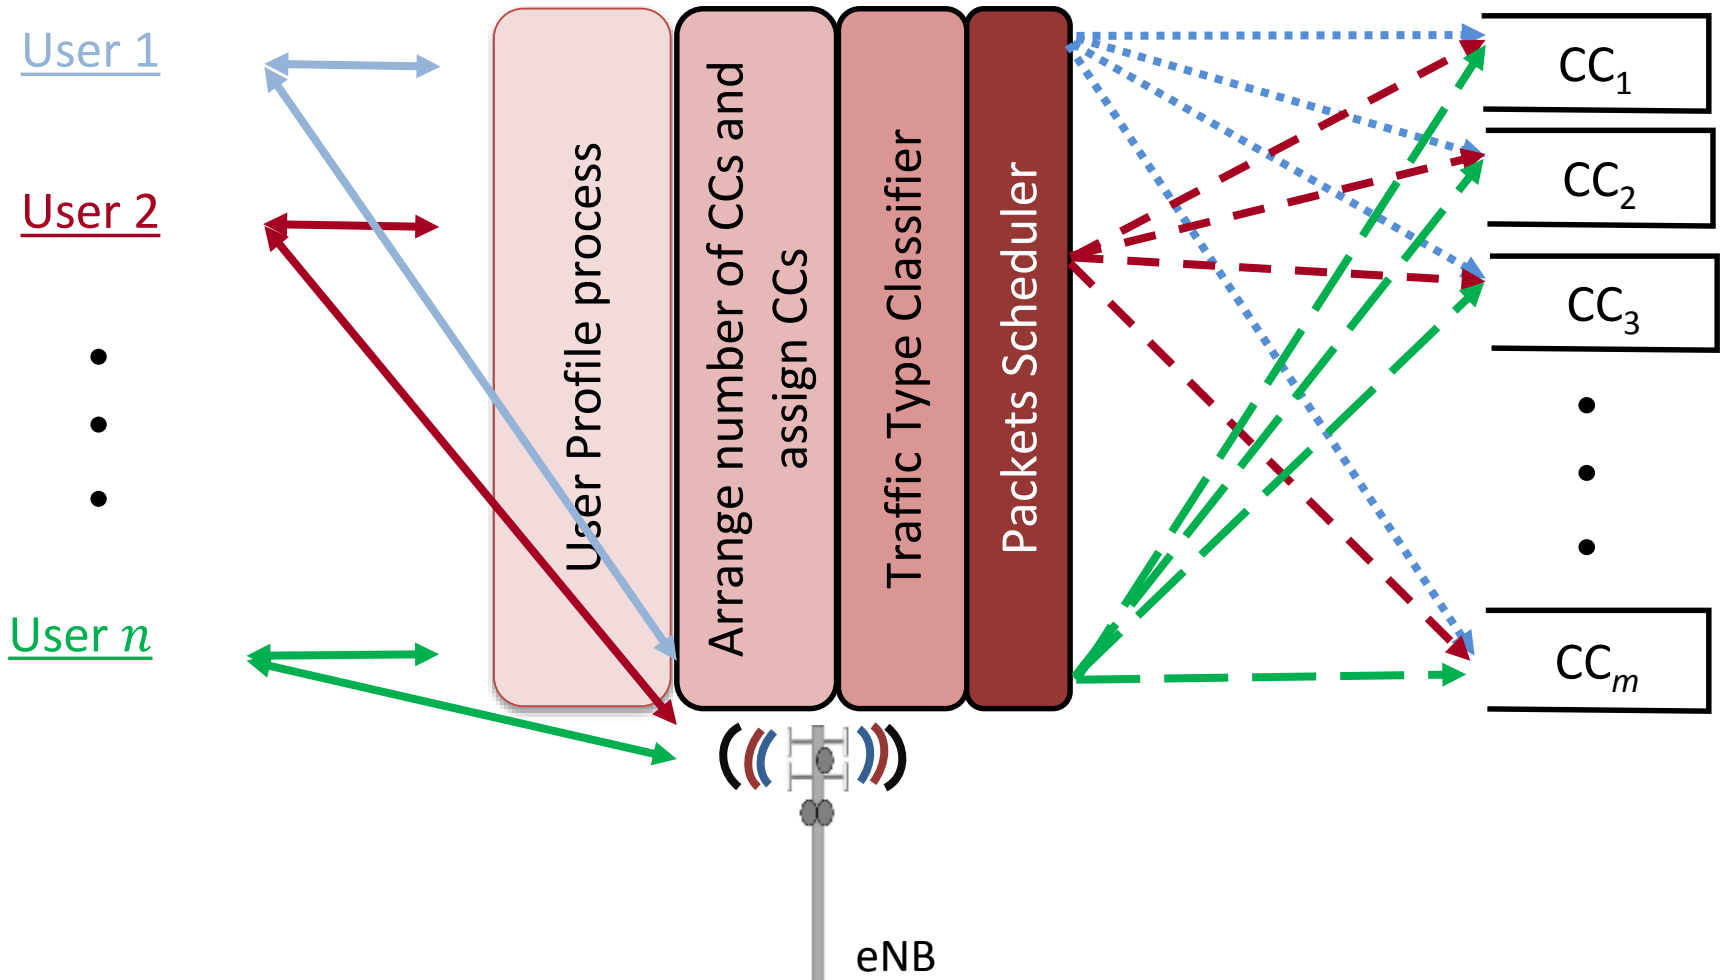 User 1
User 2
User n
User Profile process
Arrange number of CCs and
assign CCs
Traffic Type Classifier
Packets Scheduler
CC1
CC2
CC3
CCm
eNB